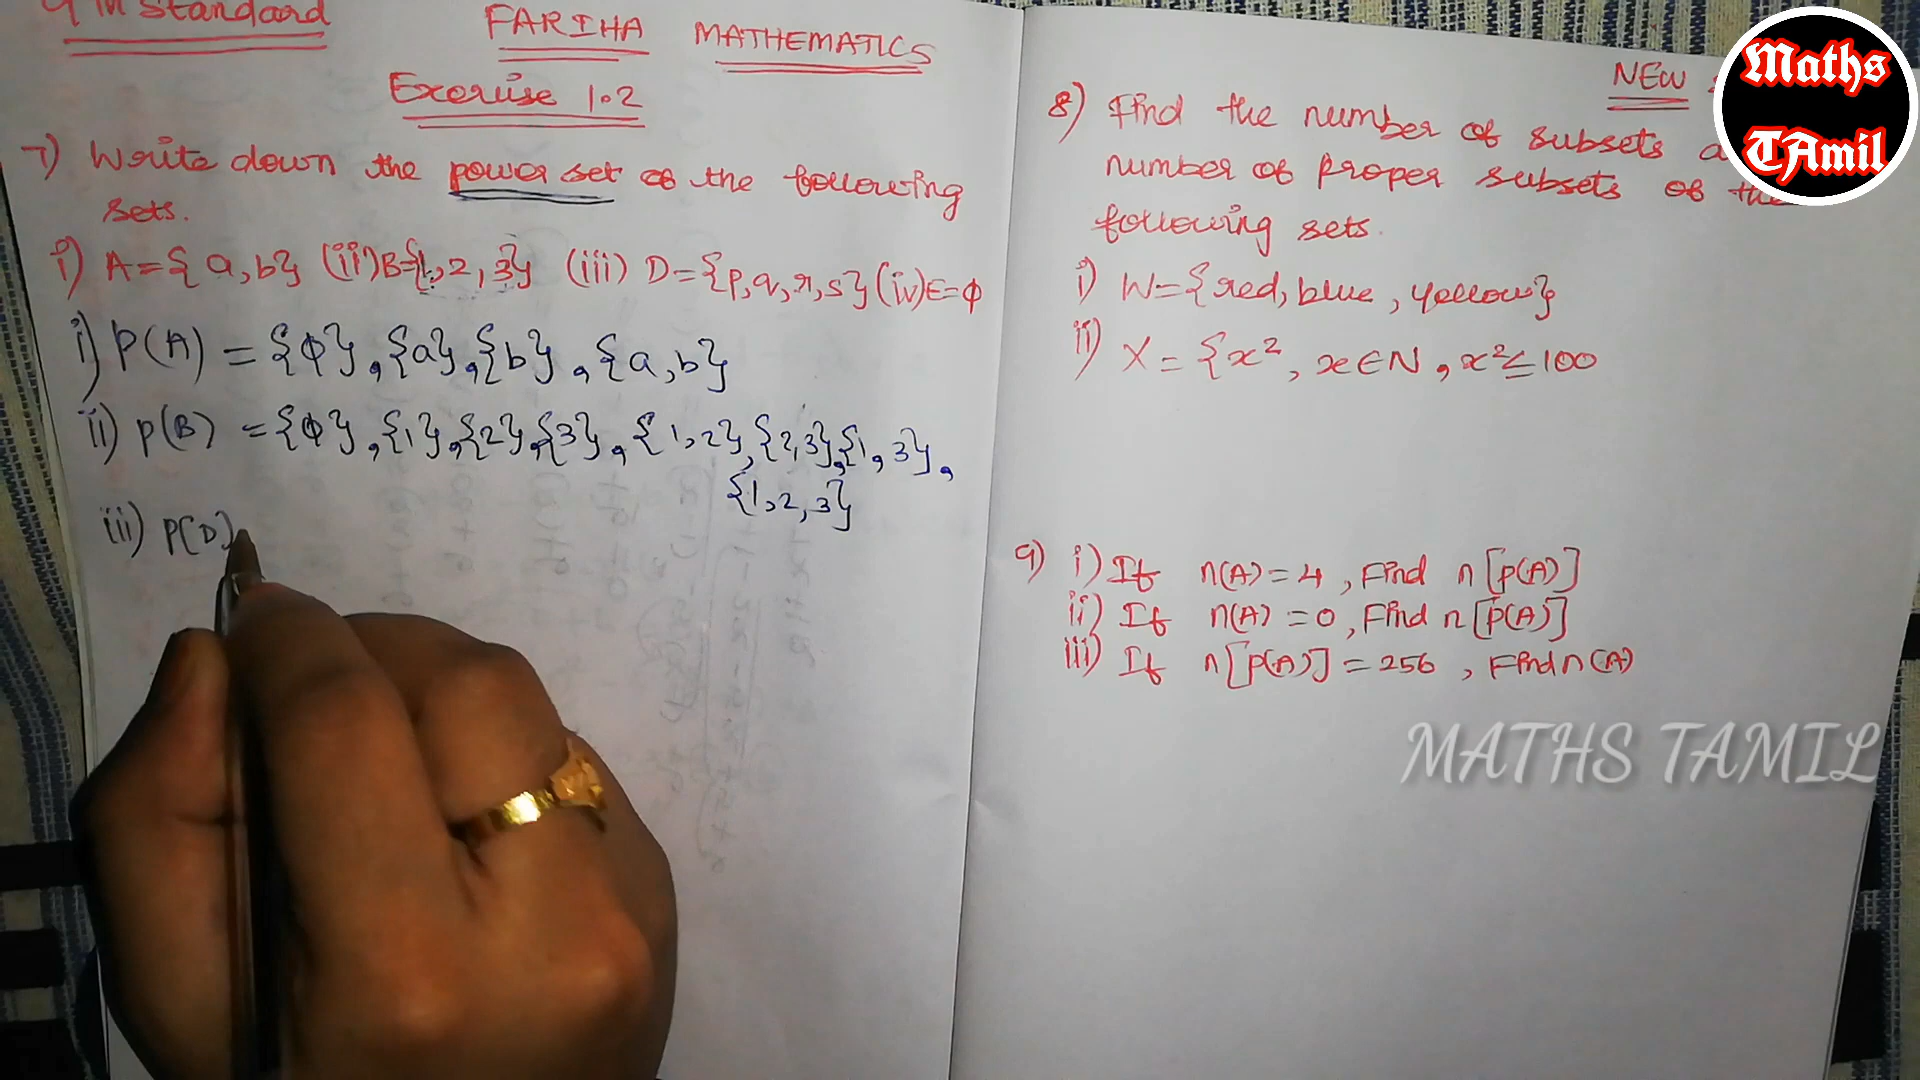 9th Standard
FARIHA MATHEMATICS
Exercise 1.2
7) Write down the power set of the following
sets.
i) A={a,b} (ii)B={1,2,3} (iii) D={p,q,r,s} (iv)E=ϕ
i) P(A) = {ϕ},{a},{b},{a,b}
ii) P(B) = {ϕ},{1},{2},{3},{1,2},{2,3},{1,3},
{1,2,3}
iii) P(D)
NEW
8) Find the number of subsets
number of proper subsets of the
following sets.
i) W={red, blue, yellow}
ii) X = {x², x∈N, x²≤100
9) i) If n(A)=4, Find n[P(A)]
ii) If n(A)=0, Find n[P(A)]
iii) If n[P(A)]=256, Find n(A)
Maths
TAmil
MATHS TAMIL